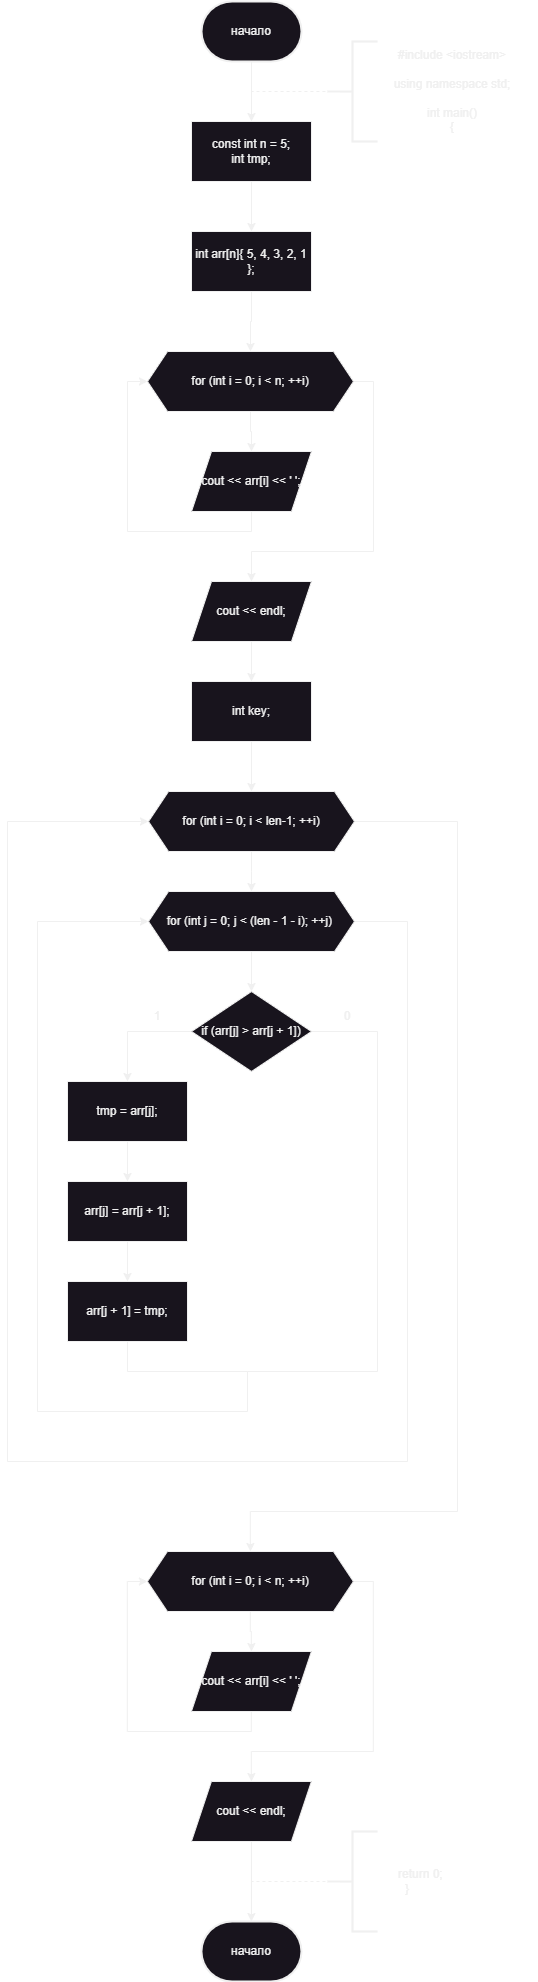 начало
#include <iostream>
using namespace std;
int main()
{
const int n = 5;
int tmp;
int arr[n]{ 5, 4, 3, 2, 1
};
for (int i = 0; i < n; ++i)
cout << arr[i] << ' ';
cout << endl;
int key;
for (int i = 0; i < len-1; ++i)
for (int j = 0; j < (len - 1 - i); ++j)
1
0
if (arr[j] > arr[j + 1])
tmp = arr[j];
arr[j] = arr[j + 1];
arr[j + 1] = tmp;
for (int i = 0; i < n; ++i)
cout << arr[i] << ' ';
cout << endl;
return 0;
}
начало